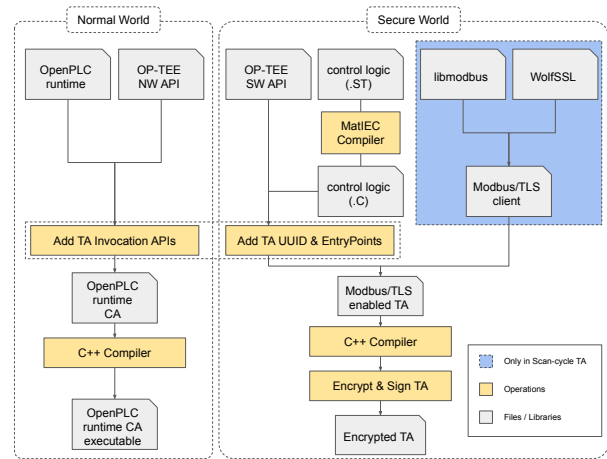 Normal World
Secure World
OpenPLC
runtime
OP-TEE
NW API
OP-TEE
SW API
control logic
(.ST)
libmodbus
WolfSSL
MatIEC
Compiler
control logic
(.C)
Modbus/TLS
client
Add TA Invocation APIs
Add TA UUID & EntryPoints
OpenPLC
runtime
CA
Modbus/TLS
enabled TA
C++ Compiler
C++ Compiler
Encrypt & Sign TA
OpenPLC
runtime CA
executable
Encrypted TA
Only in Scan-cycle TA
Operations
Files / Libraries